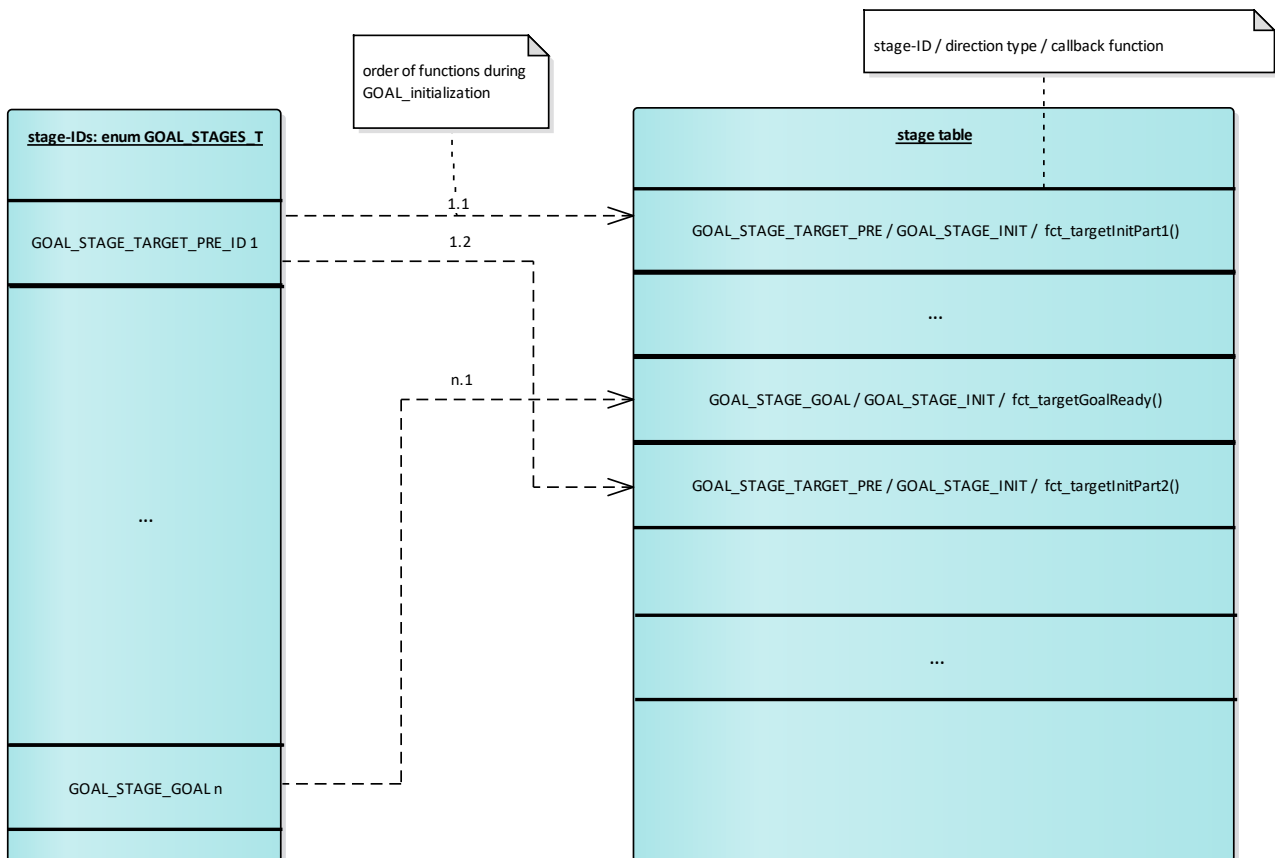 order of functions during
GOAL_initialization
stage-ID / direction type / callback function
stage-IDs: enum GOAL_STAGES_T
GOAL_STAGE_TARGET_PRE_ID 1
...
GOAL_STAGE_GOAL n
1.1
1.2
n.1
stage table
GOAL_STAGE_TARGET_PRE / GOAL_STAGE_INIT / fct_targetInitPart1()
...
GOAL_STAGE_GOAL / GOAL_STAGE_INIT / fct_targetGoalReady()
GOAL_STAGE_TARGET_PRE / GOAL_STAGE_INIT / fct_targetInitPart2()
...